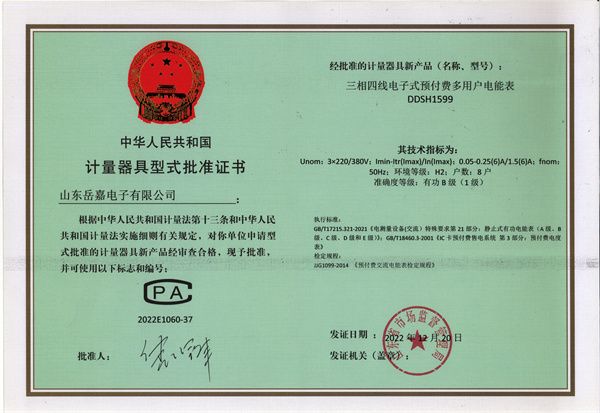 中华人民共和国
计量器具型式批准证书
山东岳嘉电子有限公司:
根据中华人民共和国计量法第十三条和中华人民
共和国计量法实施细则有关规定,对你单位申请型
式批准的计量器具新产品经审查合格,现予批准,
并可使用以下标志和编号:
CPA
2022E1060-37
批准人:
经批准的计量器具新产品(名称、型号):
三相四线电子式预付费多用户电能表
DDSH1599
其技术指标为:
Unom:3×220/380V;Imin-Itr(Imax)/In(Imax):0.05-0.25(6)A/1.5(6)A;fnom:
50Hz;环境等级:H2;户数:8户
准确度等级:有功B级(1级)
执行标准:
GB/T17215.321-2021《电测量设备(交流)特殊要求第21部分:静止式有功电能表(A级、B
级、C级、D级和E级)》;GB/T18460.3-2001《IC卡预付费售电系统 第3部分:预付费电度
表》
检定规程:
JJG1099-2014 《预付费交流电能表检定规程》
发证日期:2022年12月20日
发证机关(盖章):
山东省市场监督管理局